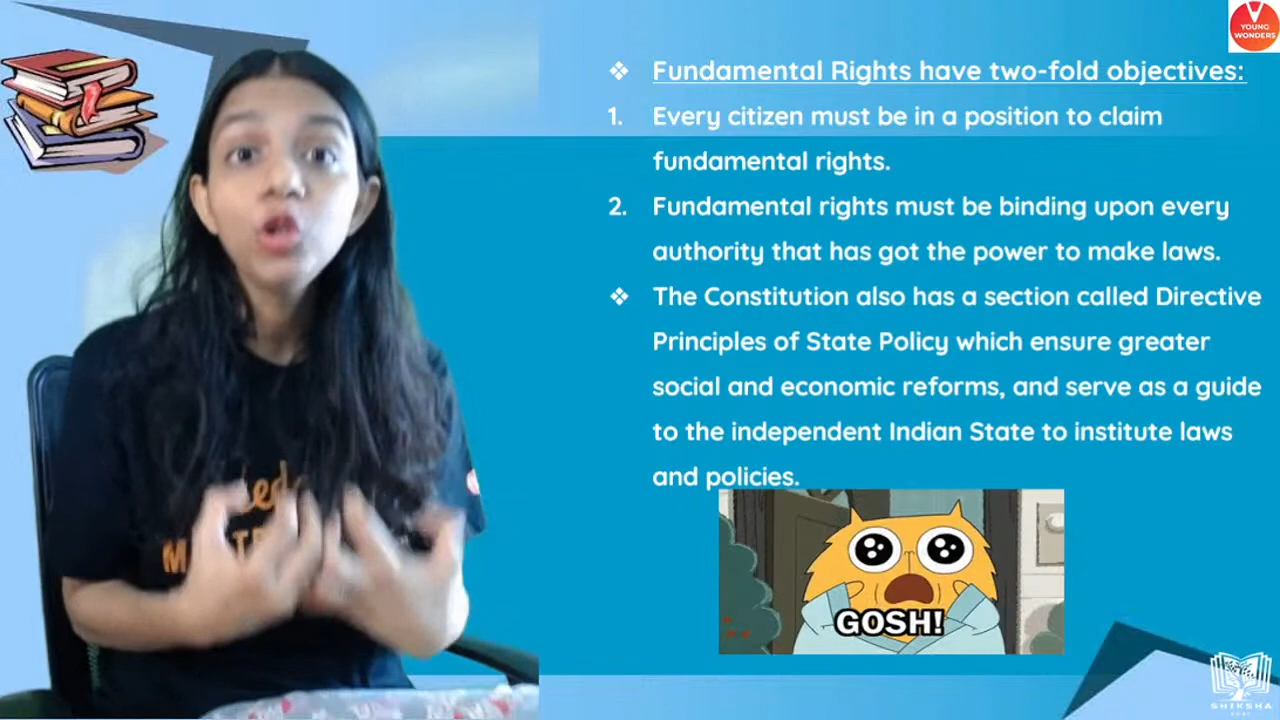 YOUNG
WONDERS
❖ Fundamental Rights have two-fold objectives:
1. Every citizen must be in a position to claim
fundamental rights.
2. Fundamental rights must be binding upon every
authority that has got the power to make laws.
❖ The Constitution also has a section called Directive
Principles of State Policy which ensure greater
social and economic reforms, and serve as a guide
to the independent Indian State to institute laws
and policies.
GOSH!
SHIKSHA